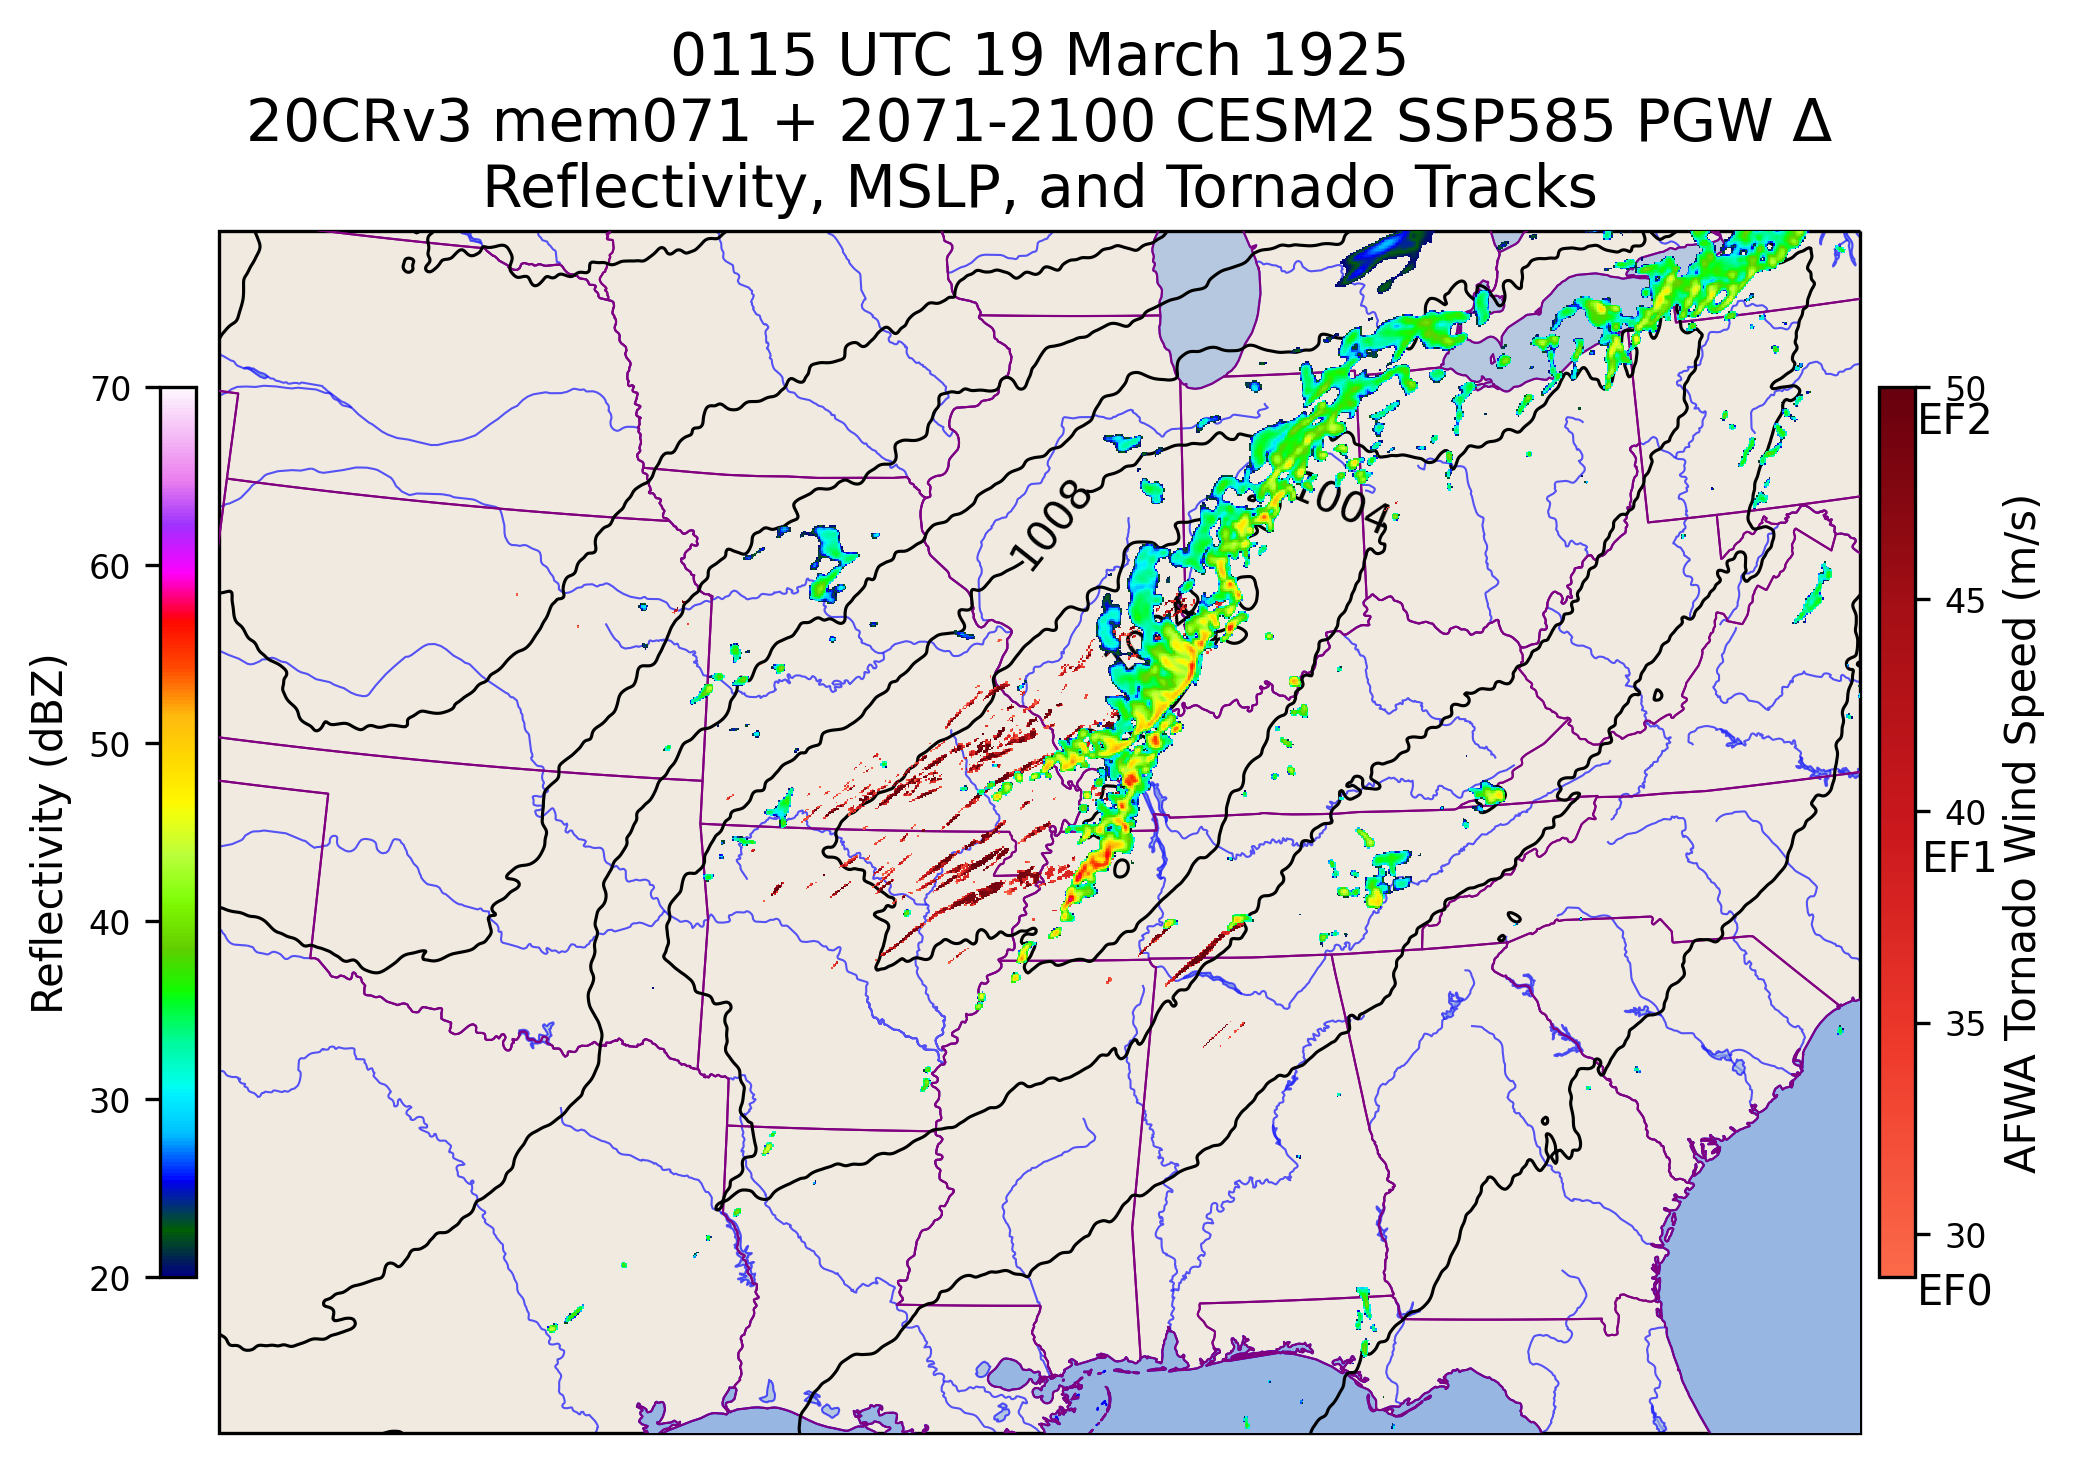 0115 UTC 19 March 1925
20CRv3 mem071 + 2071-2100 CESM2 SSP585 PGW Δ
Reflectivity, MSLP, and Tornado Tracks
Reflectivity (dBZ)
70
60
50
40
30
20
1008
1004
50
EF2
45
40
EF1
35
30
EF0
AFWA Tornado Wind Speed (m/s)